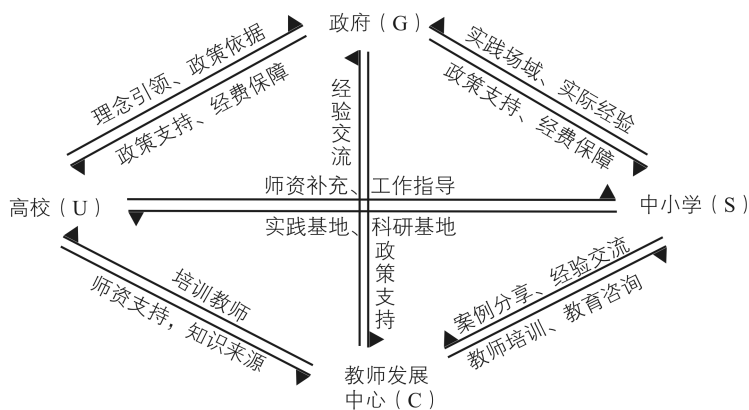 政府（G）
理念引领、政策依据
政策支持、经费保障
实践场域、实际经验
政策支持、经费保障
经验交流
师资补充、工作指导
高校（U）
中小学（S）
实践基地、科研基地
政策支持
培训教师
师资支持，知识来源
案例分享、经验交流
教师培训、教育咨询
教师发展
中心（C）